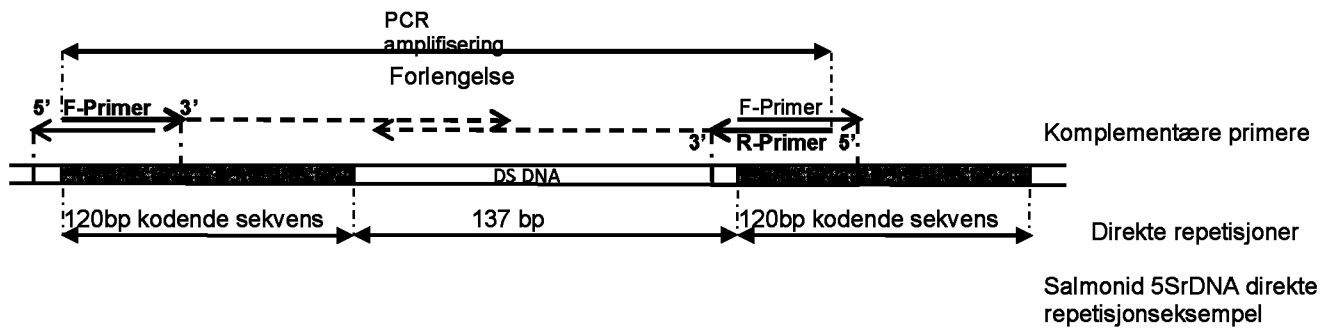 PCR
amplifisering
Forlengelse
5’ F-Primer 3’
F-Primer
3’ R-Primer 5’
Komplementære primere
DS DNA
120bp kodende sekvens 137 bp 120bp kodende sekvens
Direkte repetisjoner
Salmonid 5SrDNA direkte
repetisjonseksempel